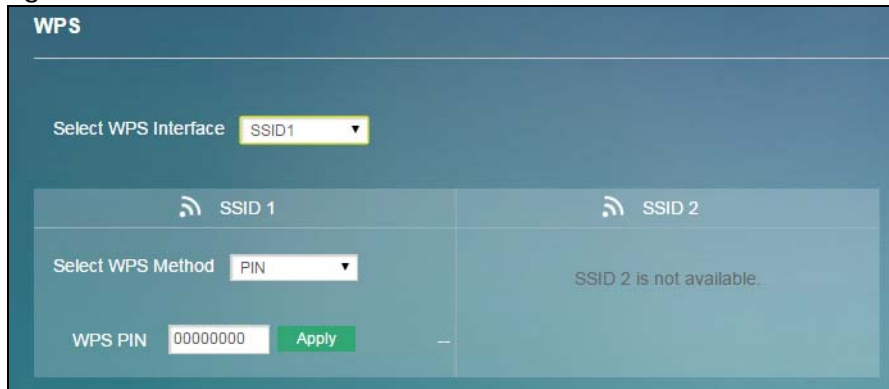 WPS
Select WPS Interface SSID1
SSID 1
SSID 2
Select WPS Method PIN
SSID 2 is not available.
WPS PIN 00000000 Apply --